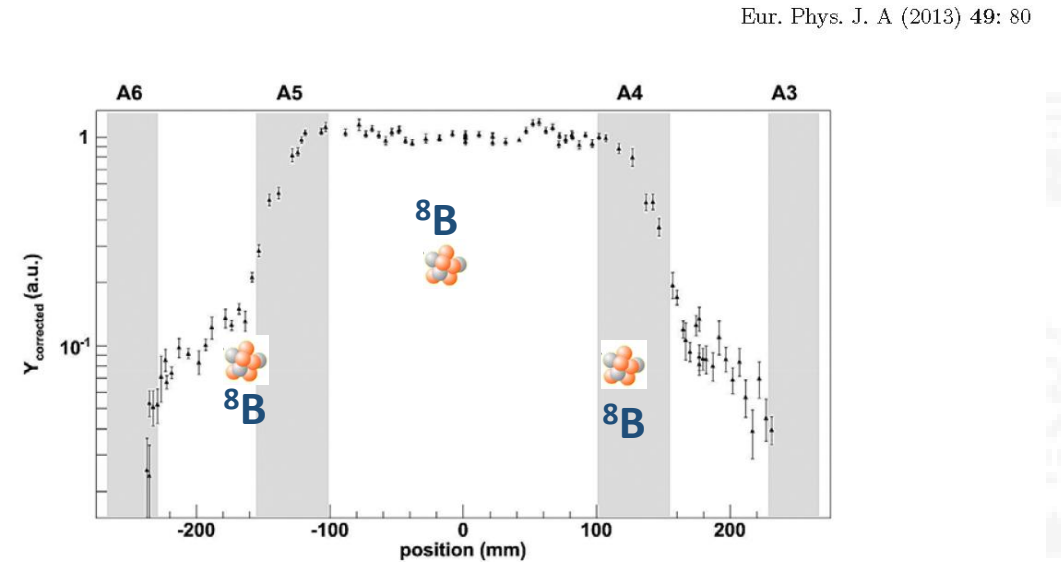 Eur. Phys. J. A (2013) 49: 80
A6 A5 A4 A3
1
10⁻¹
Y corrected (a.u.)
⁸B
⁸B
⁸B
-200 -100 0 100 200
position (mm)